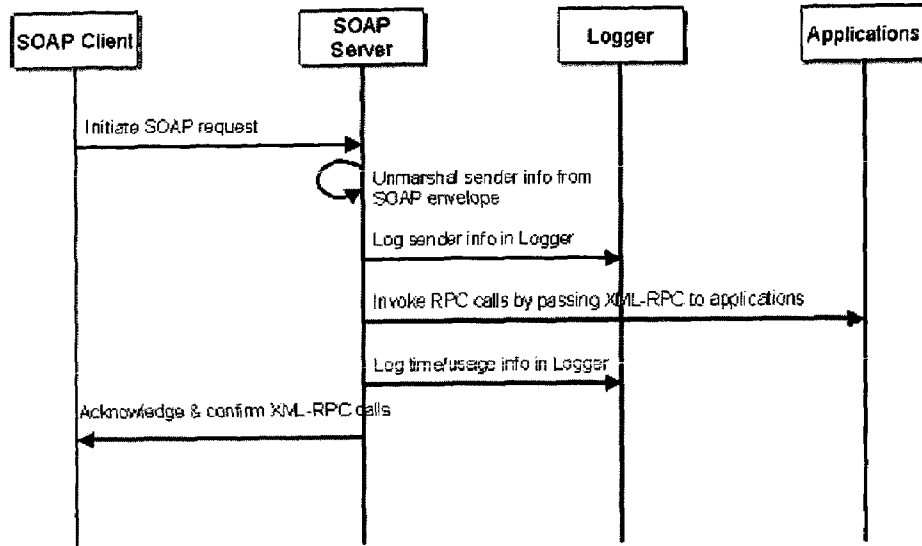 SOAP Client
SOAP
Server
Logger
Applications
Initiate SOAP request
Unmarshal sender info from
SOAP envelope
Log sender info in Logger
Invoke RPC calls by passing XML-RPC to applications
Log time/usage info in Logger
Acknowledge & confirm XML-RPC calls